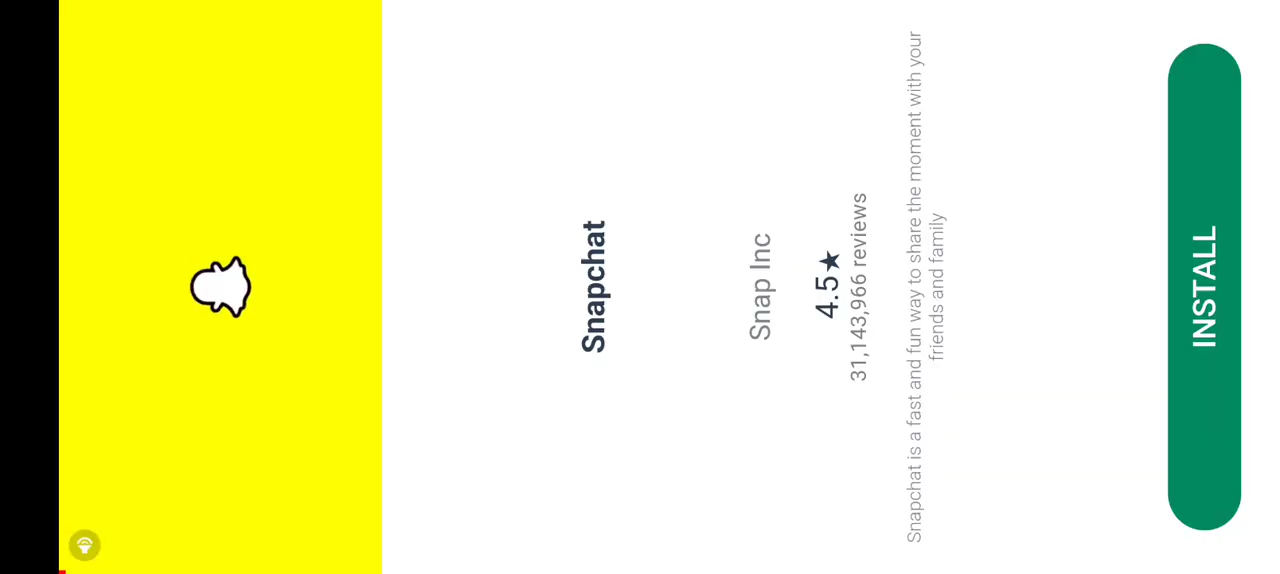 Snapchat
Snap Inc
4.5★
31,143,966 reviews
Snapchat is a fast and fun way to share the moment with your
friends and family
INSTALL